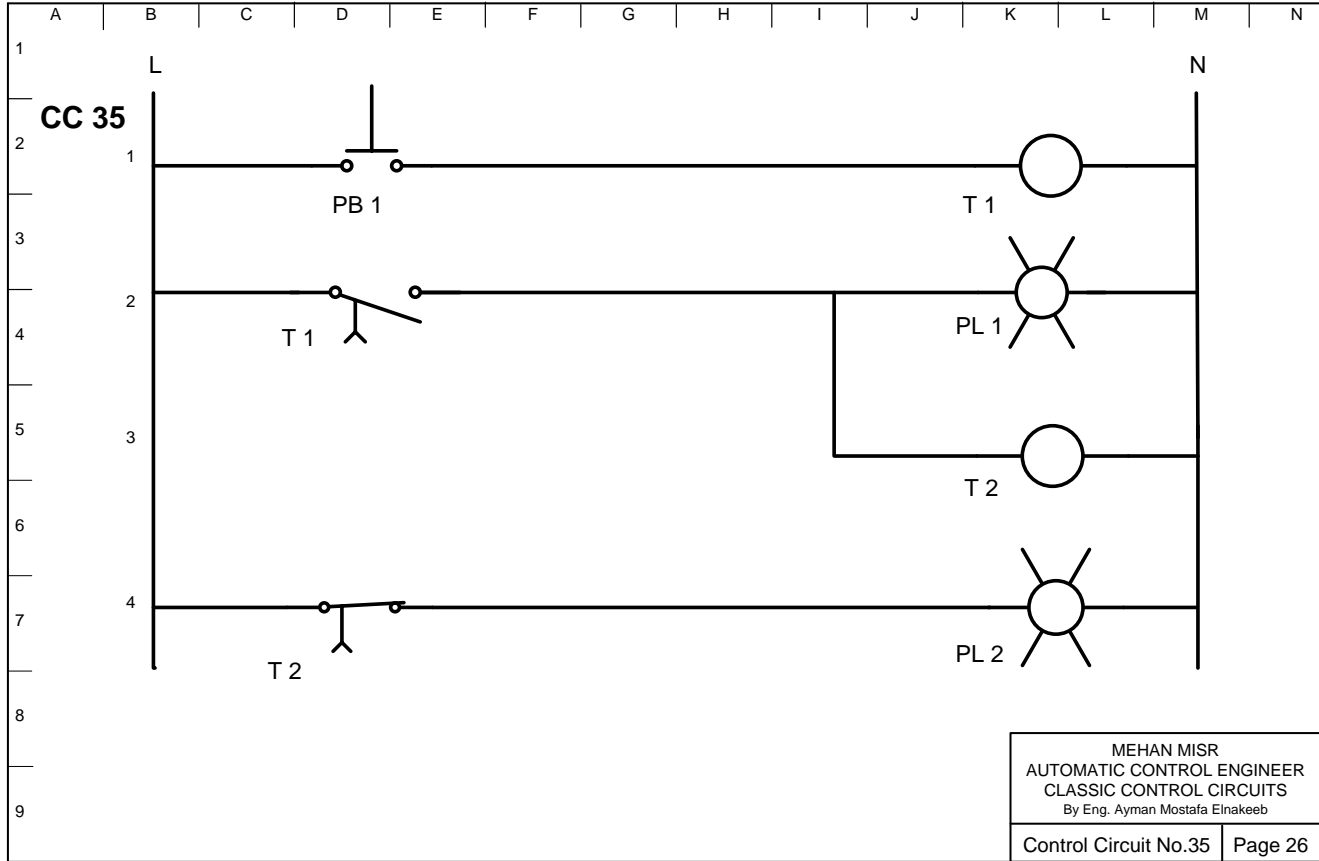 A B C D E F G H I J K L M N
1
L N
CC 35
2
1
PB 1 T 1
3
2
4
T 1 PL 1
5
3
T 2
6
4
7
T 2 PL 2
8
MEHAN MISR
AUTOMATIC CONTROL ENGINEER
CLASSIC CONTROL CIRCUITS
By Eng. Ayman Mostafa Elnakeeb
9
Control Circuit No.35 Page 26